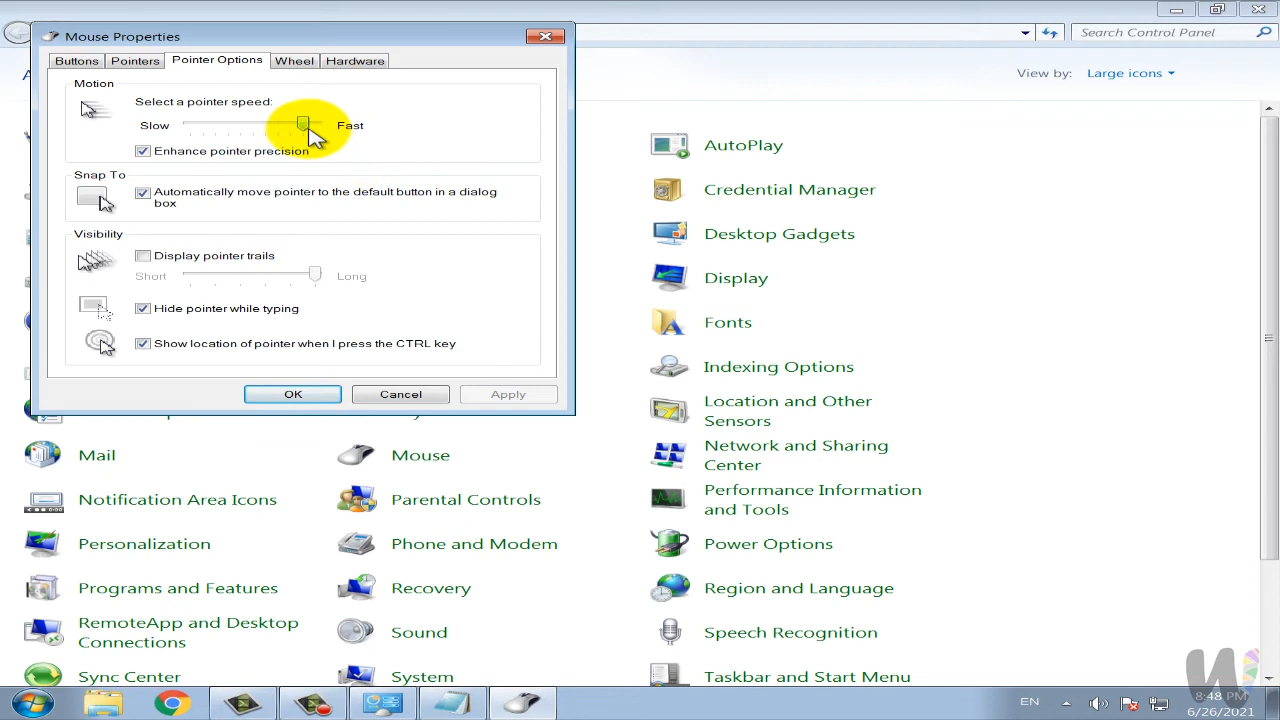 Mouse Properties
Search Control Panel
Buttons
Pointers
Pointer Options
Wheel
Hardware
View by:
Large icons
Motion
Select a pointer speed:
Slow
Fast
Enhance pointer precision
Snap To
Automatically move pointer to the default button in a dialog
box
Visibility
Display pointer trails
Short
Long
Hide pointer while typing
Show location of pointer when I press the CTRL key
OK
Cancel
Apply
AutoPlay
Credential Manager
Desktop Gadgets
Display
Fonts
Indexing Options
Location and Other
Sensors
Mail
Mouse
Network and Sharing
Center
Notification Area Icons
Parental Controls
Performance Information
and Tools
Personalization
Phone and Modem
Power Options
Programs and Features
Recovery
Region and Language
RemoteApp and Desktop
Connections
Sound
Speech Recognition
Sync Center
System
Taskbar and Start Menu
EN
8:48 PM
6/26/2021